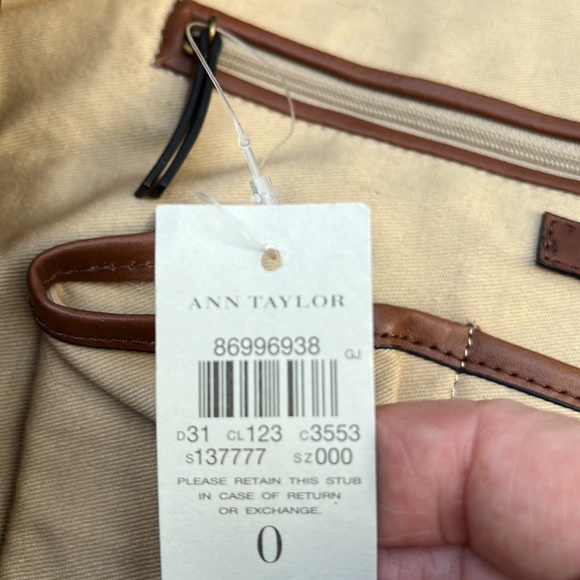 ANN TAYLOR
86996938 GJ
D31 CL123 C3553
S137777 SZ000
PLEASE RETAIN THIS STUB
IN CASE OF RETURN
OR EXCHANGE.
0